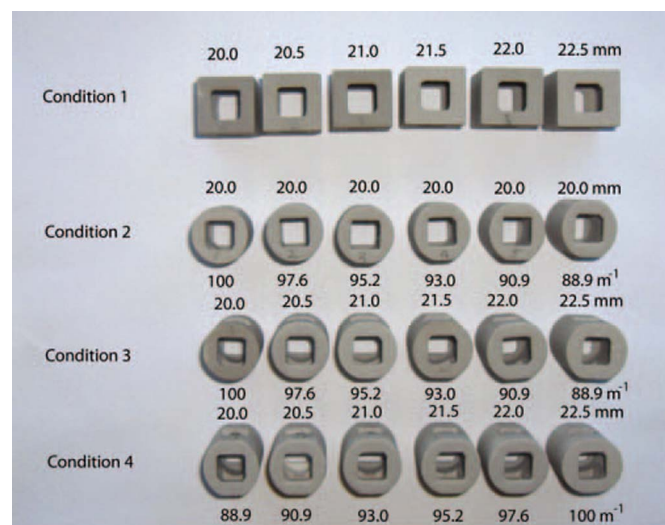 20.0 20.5 21.0 21.5 22.0 22.5 mm
Condition 1
20.0 20.0 20.0 20.0 20.0 20.0 mm
Condition 2
100 97.6 95.2 93.0 90.9 88.9 m⁻¹
20.0 20.5 21.0 21.5 22.0 22.5 mm
Condition 3
100 97.6 95.2 93.0 90.9 88.9 m⁻¹
20.0 20.5 21.0 21.5 22.0 22.5 mm
Condition 4
88.9 90.9 93.0 95.2 97.6 100 m⁻¹